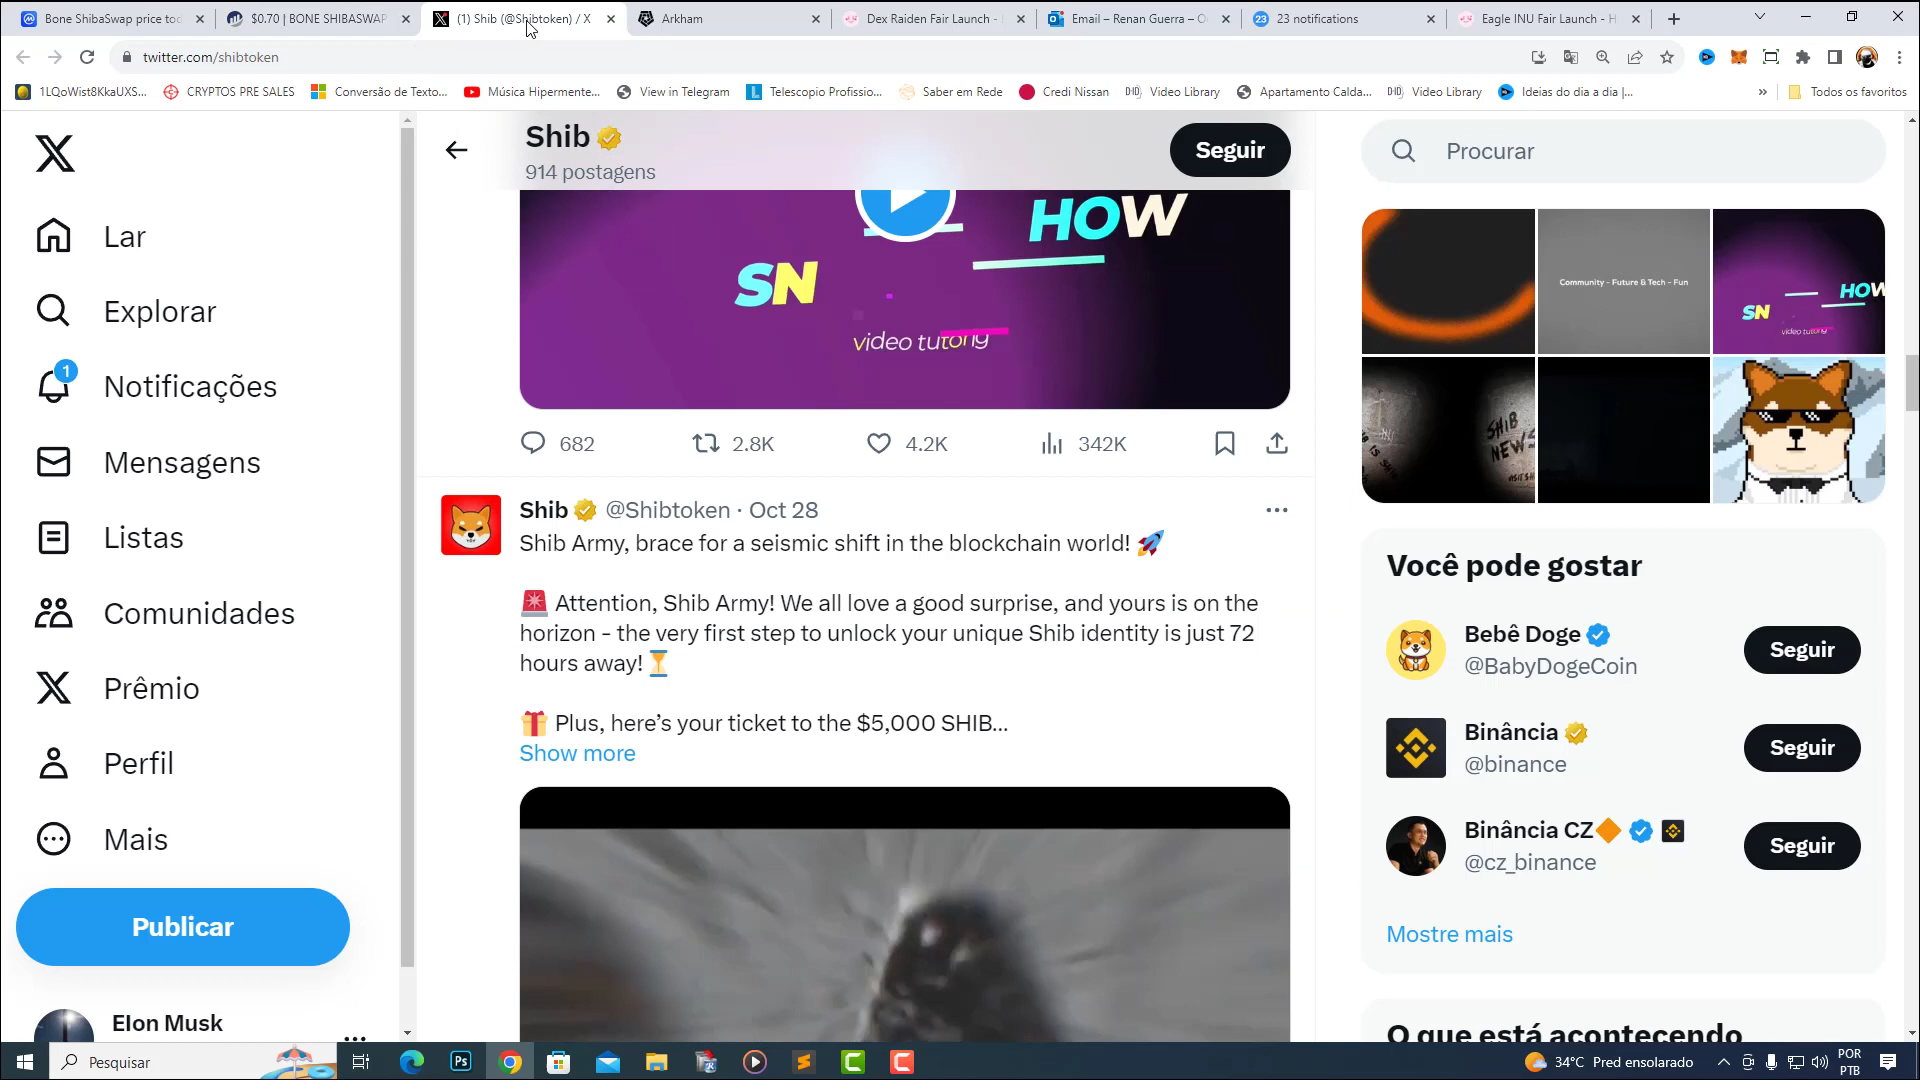 Bone ShibaSwap price toc
$0.70 | BONE SHIBASWAP
(1) Shib (@Shibtoken) / X
Arkham
Dex Raiden Fair Launch -
Email – Renan Guerra – O
23 notifications
Eagle INU Fair Launch - H
twitter.com/shibtoken
1LQoWist8KkaUXS...
CRYPTOS PRE SALES
Conversão de Texto...
Música Hipermente...
View in Telegram
Telescopio Profissio...
Saber em Rede
Credi Nissan
Video Library
Apartamento Calda...
Video Library
Ideias do dia a dia |...
»
Todos os favoritos
Shib
914 postagens
Seguir
Procurar
Lar
Explorar
1
Notificações
Mensagens
Listas
Comunidades
Prêmio
Perfil
Mais
Publicar
Elon Musk
HOW
SN
video tutory
682
2.8K
4.2K
342K
Shib @Shibtoken · Oct 28
Shib Army, brace for a seismic shift in the blockchain world! 🚀
🚨 Attention, Shib Army! We all love a good surprise, and yours is on the
horizon - the very first step to unlock your unique Shib identity is just 72
hours away!⏳
🎁 Plus, here’s your ticket to the $5,000 SHIB...
Show more
Community - Future & Tech - Fun
HOW
SN
video tutory
SHIB
NEWS
Você pode gostar
Bebê Doge
@BabyDogeCoin
Seguir
Binância
@binance
Seguir
Binância CZ🔶
@cz_binance
Seguir
Mostre mais
O que está acontecendo
Pesquisar
Ps
34°C Pred ensolarado
POR
PTB